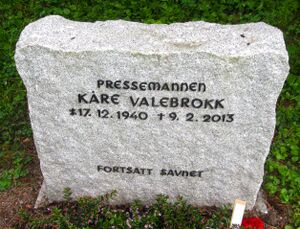 PRESSEMANNEN
KÅRE VALEBROKK
*17. 12. 1940 +9. 2. 2013
FORTSATT SAVNET